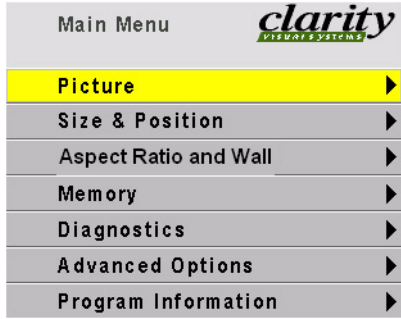 Main Menu
clarity
VISUAL SYSTEMS
Picture
Size & Position
Aspect Ratio and Wall
Memory
Diagnostics
Advanced Options
Program Information